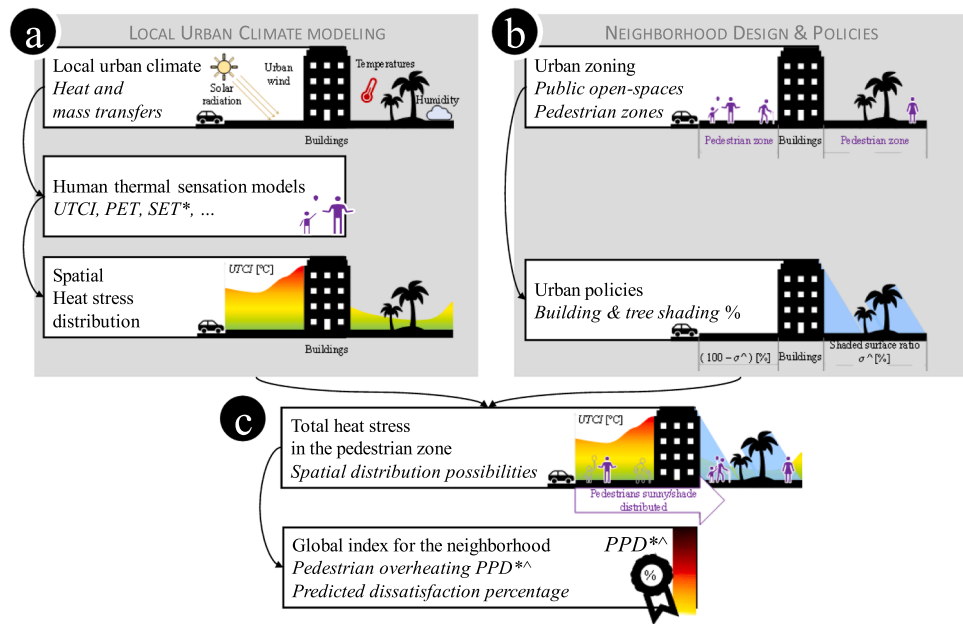 a
LOCAL URBAN CLIMATE MODELING
Local urban climate
Heat and
mass transfers
Solar
radiation
Urban
wind
Temperatures
Humidity
Buildings
Human thermal sensation models
UTCI, PET, SET*, ...
Spatial
Heat stress
distribution
UTCI [°C]
Buildings
b
NEIGHBORHOOD DESIGN & POLICIES
Urban zoning
Public open-spaces
Pedestrian zones
Pedestrian zone
Buildings
Pedestrian zone
Urban policies
Building & tree shading %
(100 − σ^) [%]
Buildings
Shaded surface ratio
σ^[%]
c
Total heat stress
in the pedestrian zone
Spatial distribution possibilities
UTCI [°C]
Pedestrians sunny/shade
distributed
Global index for the neighborhood
Pedestrian overheating PPD*^
Predicted dissatisfaction percentage
PPD*^
%